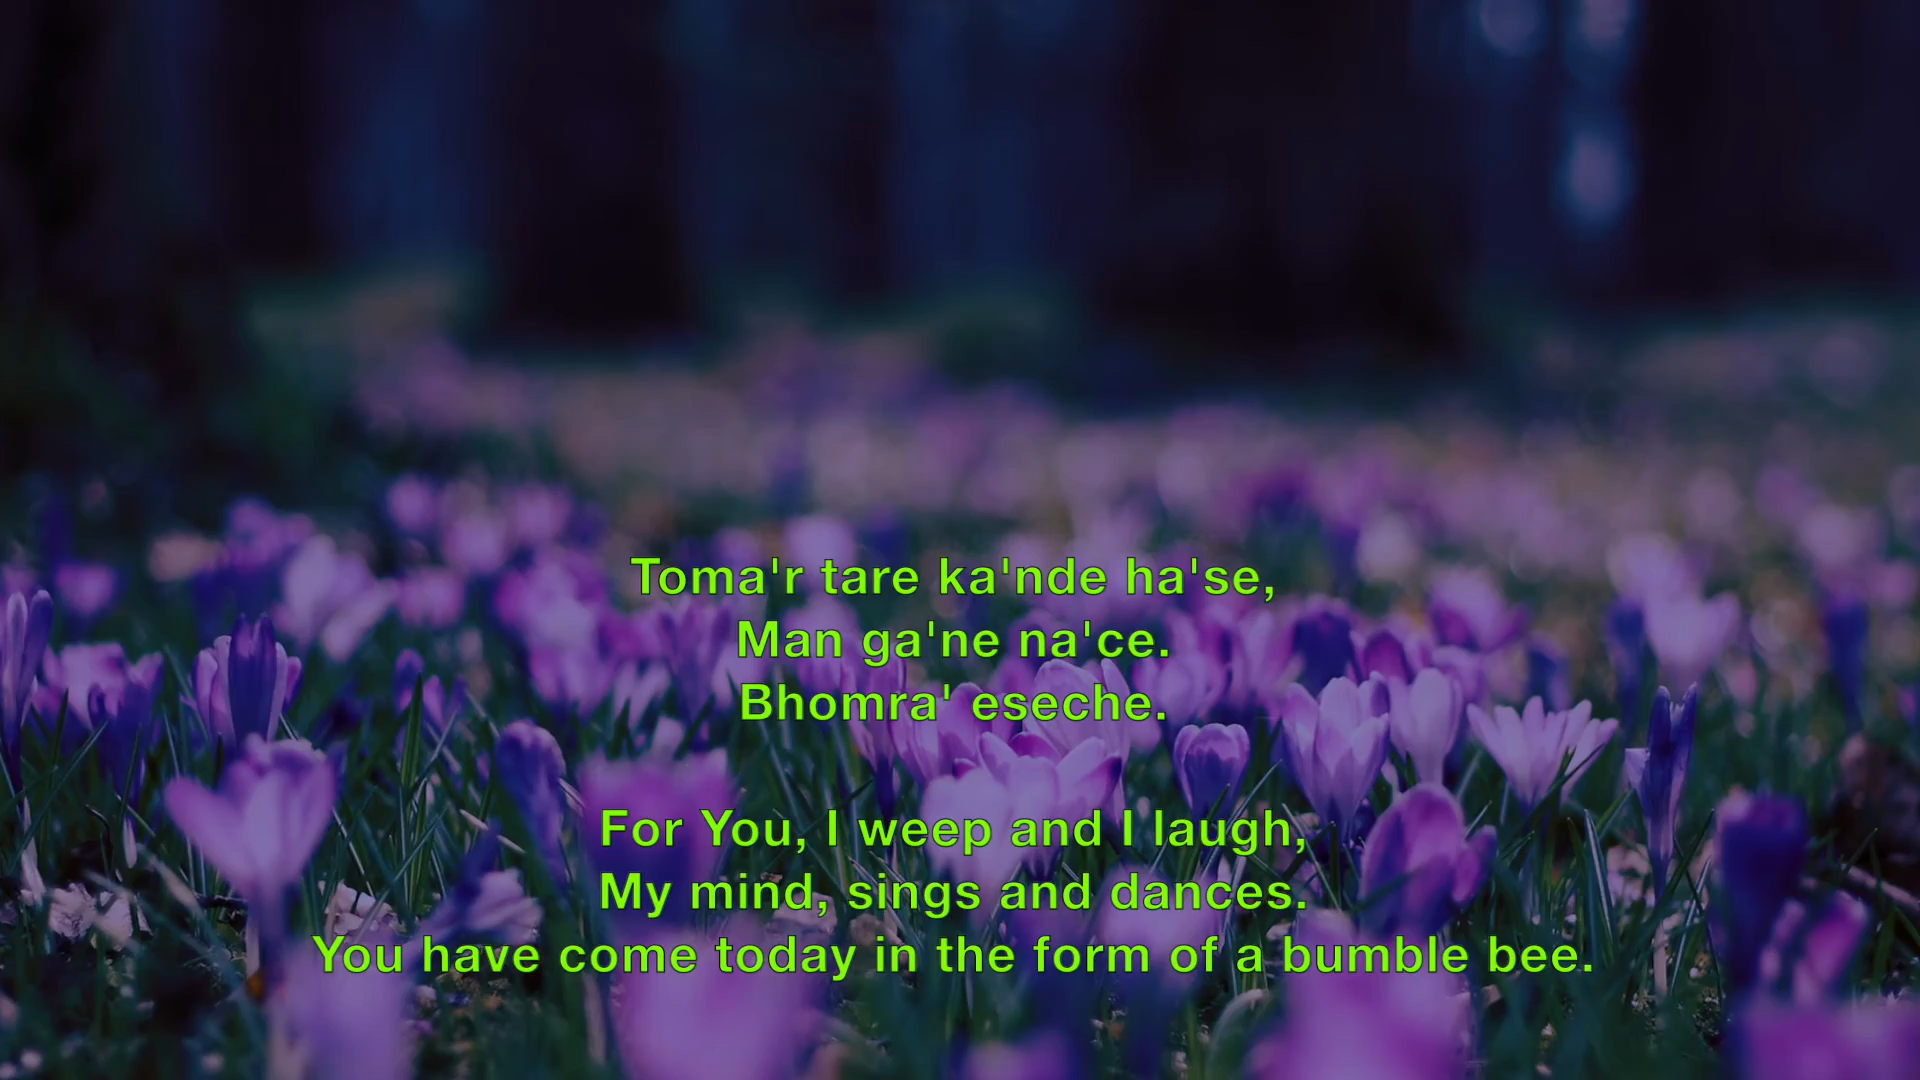 Toma'r tare ka'nde ha'se,
Man ga'ne na'ce.
Bhomra' eseche.
For You, I weep and I laugh,
My mind, sings and dances.
You have come today in the form of a bumble bee.